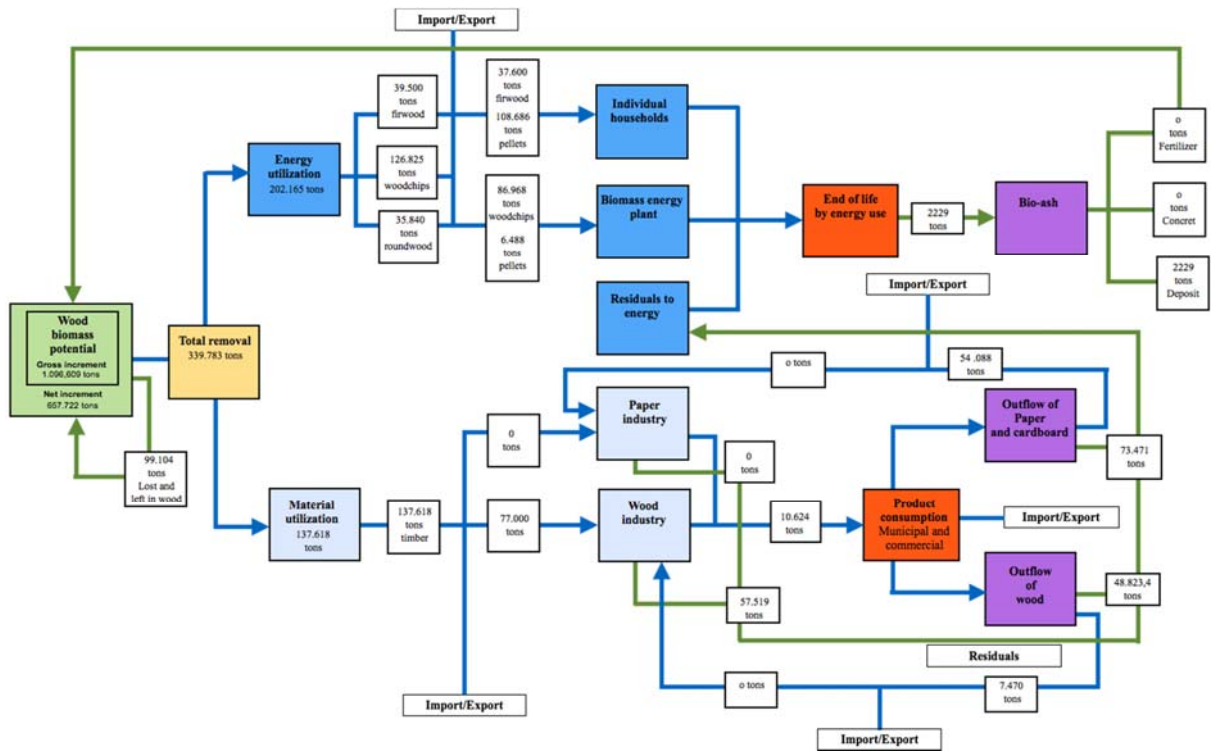 Import/Export
39.500
tons
firwood
37.600
tons
firwood
108.686
tons
pellets
Individual
households
o
tons
Fertilizer
Energy
utilization
202.165 tons
126.825
tons
woodchips
86.968
tons
woodchips
6.488
tons
pellets
Biomass energy
plant
End of life
by energy use
2229
tons
Bio-ash
o
tons
Concret
35.840
tons
roundwood
2229
tons
Deposit
Import/Export
Residuals to
energy
Wood
biomass
potential
Gross increment
1.096,609 tons
Net increment
657.722 tons
Total removal
339.783 tons
o tons
54 .088
tons
Paper
industry
Outflow of
Paper
and cardboard
0
tons
0
tons
73.471
tons
99.104
tons
Lost and
left in wood
Material
utilization
137.618
tons
137.618
tons
timber
77.000
tons
Wood
industry
10.624
tons
Product
consumption
Municipal and
commercial
Import/Export
Outflow
of
wood
57.519
tons
48.823,4
tons
Residuals
Import/Export
o tons
7.470
tons
Import/Export